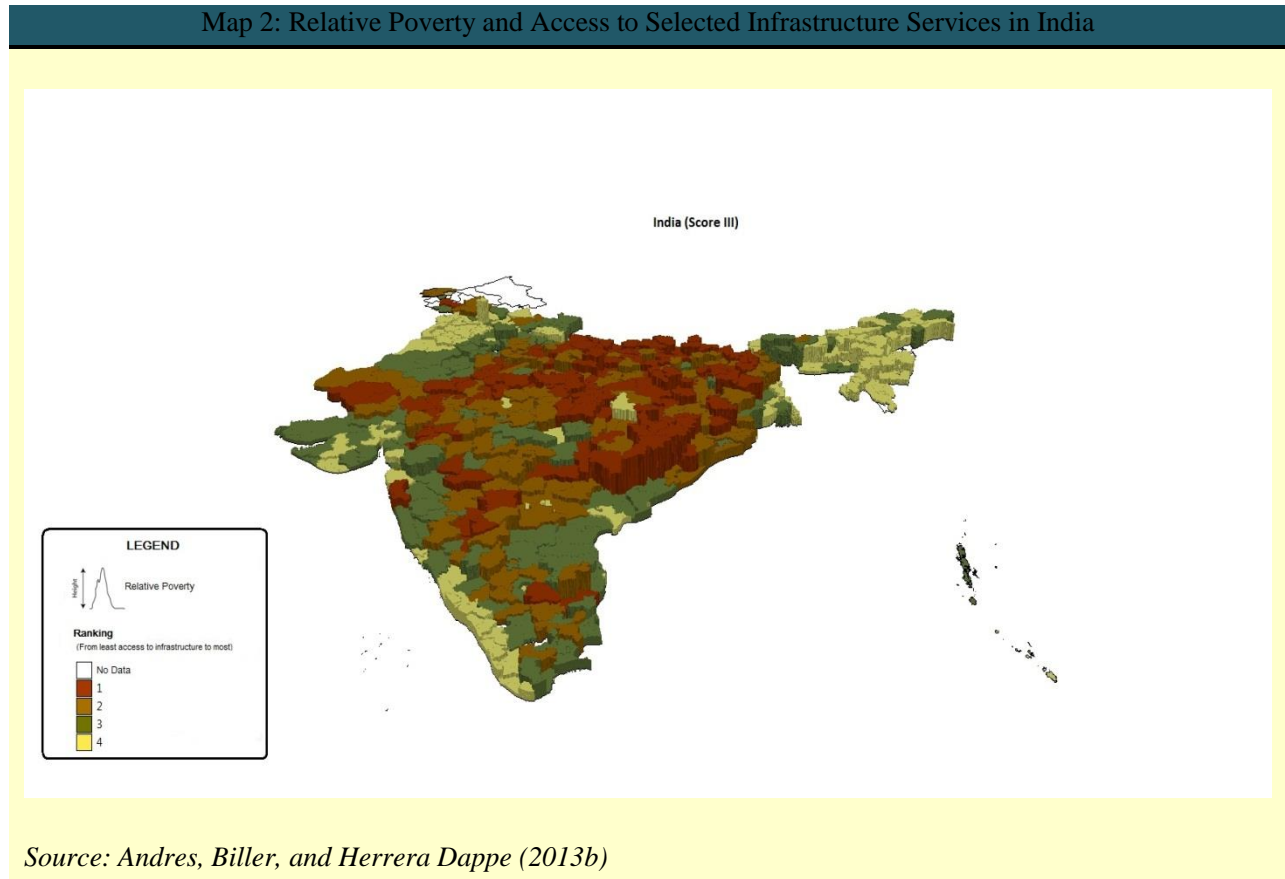 Map 2: Relative Poverty and Access to Selected Infrastructure Services in India
India (Score III)
LEGEND
Height
Relative Poverty
Ranking
(From least access to infrastructure to most)
No Data
1
2
3
4
Source: Andres, Biller, and Herrera Dappe (2013b)